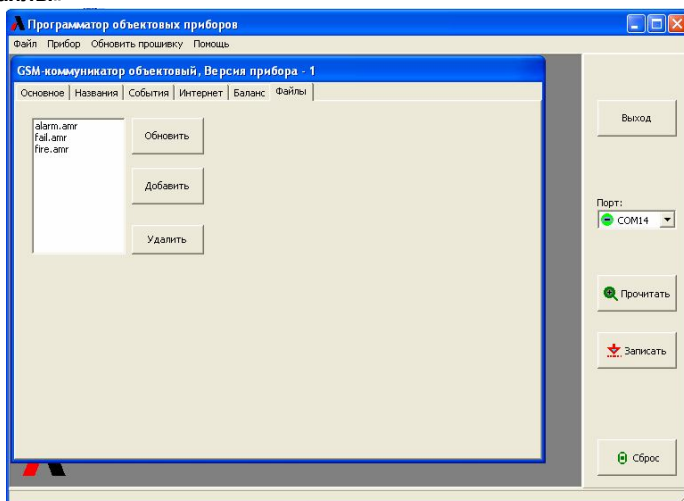 Программатор объектовых приборов
Файл Прибор Обновить прошивку Помощь
GSM-коммуникатор объектовый, Версия прибора - 1
Основное Названия События Интернет Баланс Файлы
alarm.amr
fail.amr
fire.amr
Обновить
Добавить
Удалить
Выход
Порт:
COM14
Прочитать
Записать
Сброс